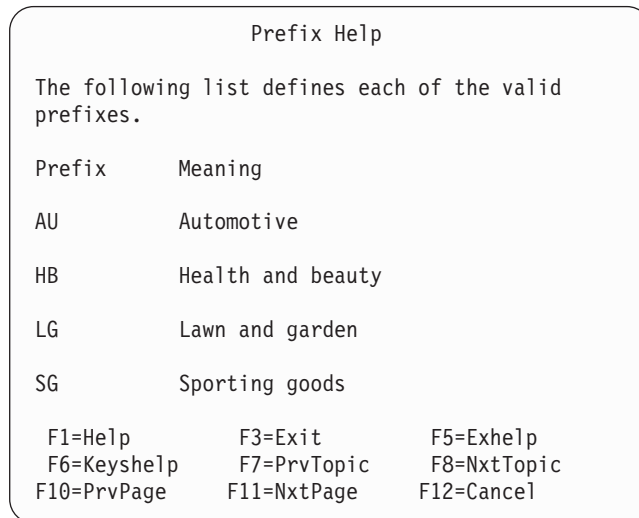 Prefix Help
The following list defines each of the valid
prefixes.
Prefix Meaning
AU Automotive
HB Health and beauty
LG Lawn and garden
SG Sporting goods
F1=Help F3=Exit F5=Exhelp
F6=Keyshelp F7=PrvTopic F8=NxtTopic
F10=PrvPage F11=NxtPage F12=Cancel